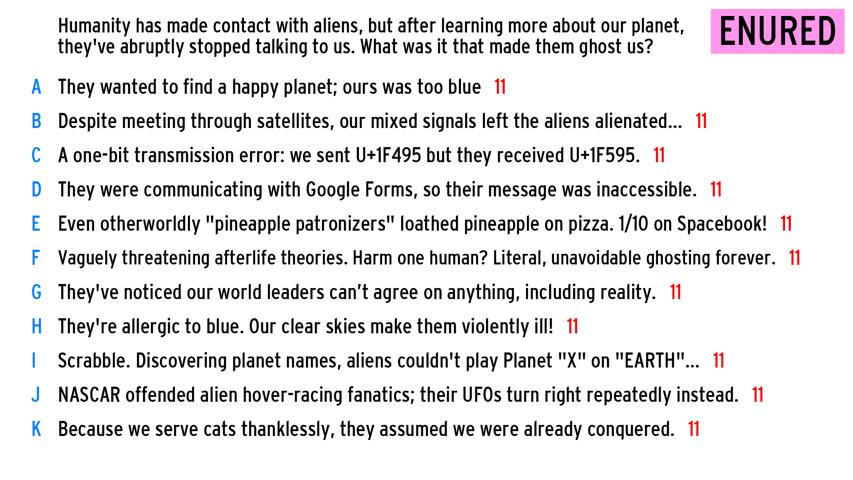 Humanity has made contact with aliens, but after learning more about our planet,
they've abruptly stopped talking to us. What was it that made them ghost us?
ENURED
A They wanted to find a happy planet; ours was too blue 11
B Despite meeting through satellites, our mixed signals left the aliens alienated... 11
C A one-bit transmission error: we sent U+1F495 but they received U+1F595. 11
D They were communicating with Google Forms, so their message was inaccessible. 11
E Even otherworldly "pineapple patronizers" loathed pineapple on pizza. 1/10 on Spacebook! 11
F Vaguely threatening afterlife theories. Harm one human? Literal, unavoidable ghosting forever. 11
G They've noticed our world leaders can’t agree on anything, including reality. 11
H They're allergic to blue. Our clear skies make them violently ill! 11
I Scrabble. Discovering planet names, aliens couldn't play Planet "X" on "EARTH"... 11
J NASCAR offended alien hover-racing fanatics; their UFOs turn right repeatedly instead. 11
K Because we serve cats thanklessly, they assumed we were already conquered. 11